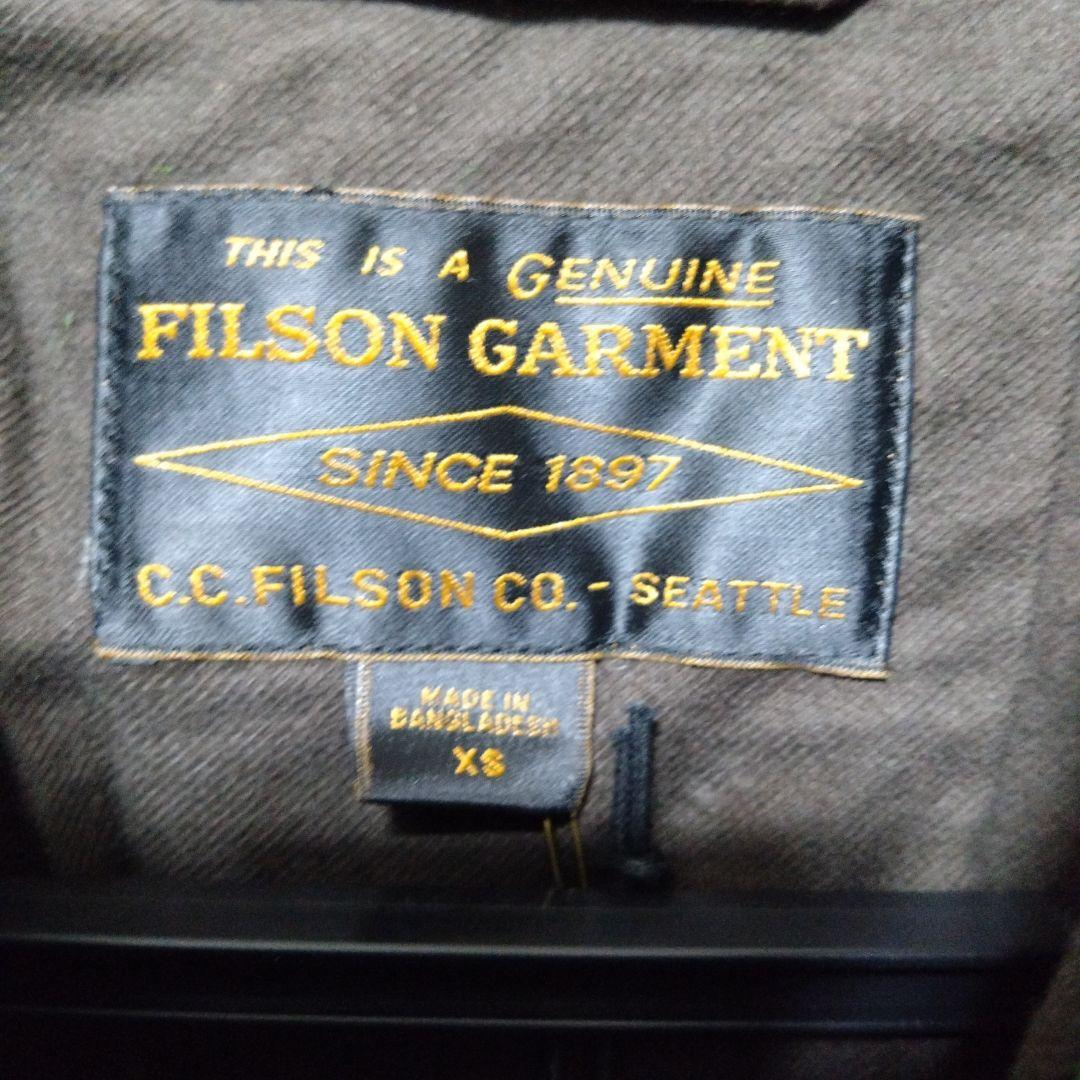 THIS IS A GENUINE
FILSON GARMENT
SINCE 1897
C.C.FILSON CO. - SEATTLE
MADE IN
BANGLADESH
XS